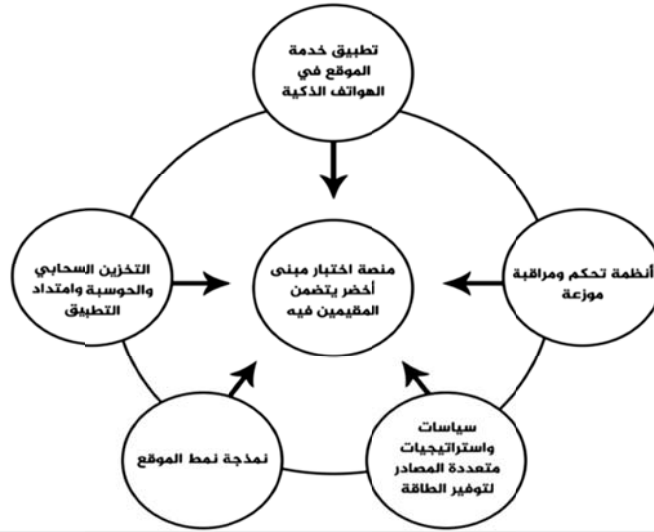 تطبيق خدمة
الموقع في
الهواتف الذكية
أنظمة تحكم ومراقبة
موزعة
منصة اختبار مبنى
أخضر يتضمن
المقيمين فيه
التخزين السحابي
والحوسبة وامتداد
التطبيق
سياسات
واستراتيجيات
متعددة المصادر
لتوفير الطاقة
نمذجة نمط الموقع